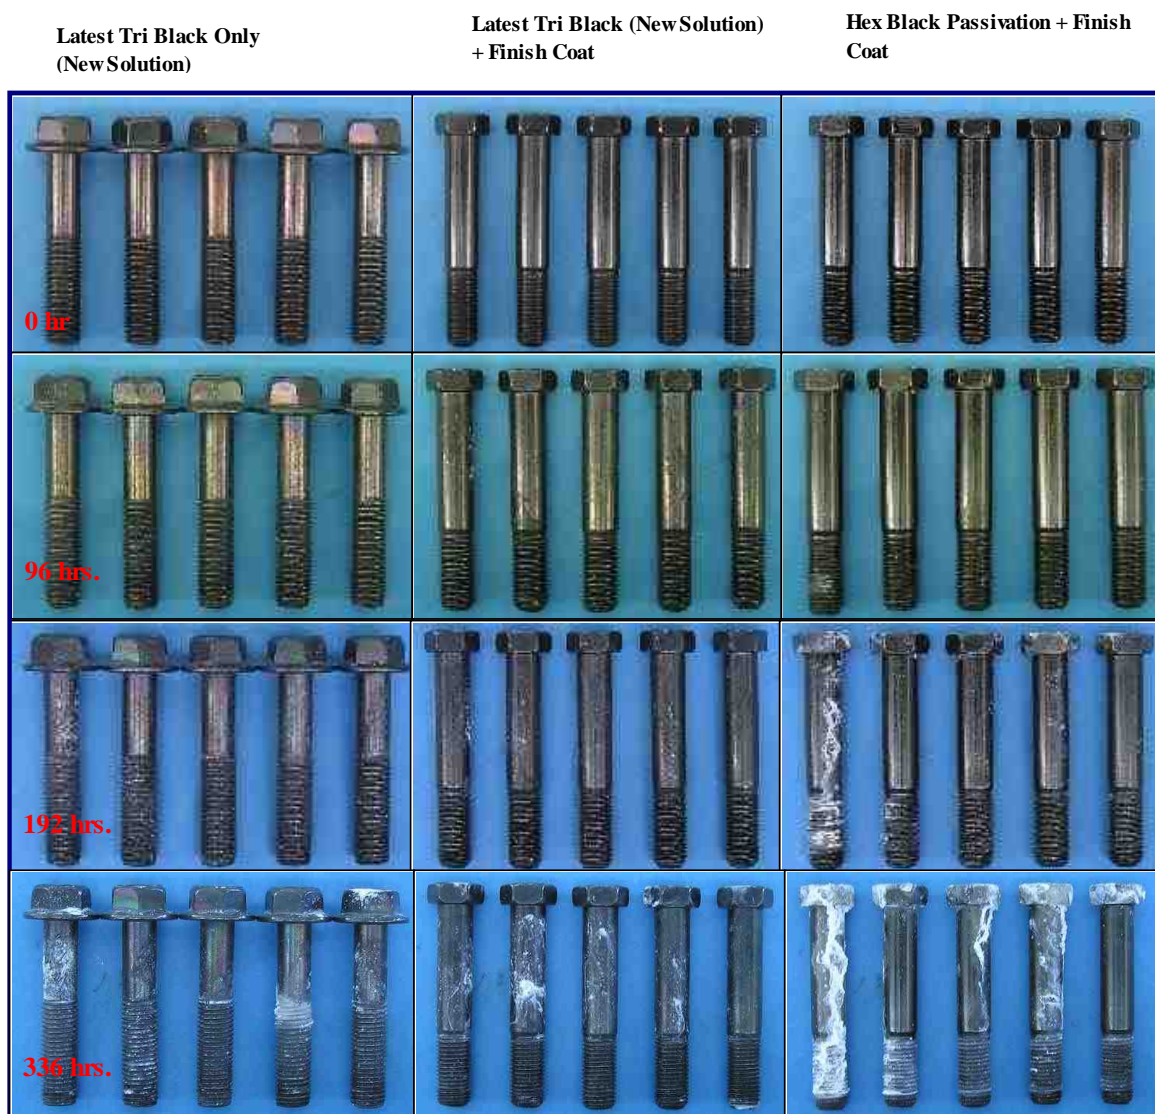 Latest Tri Black Only
(New Solution)
Latest Tri Black (New Solution)
+ Finish Coat
Hex Black Passivation + Finish
Coat
0 hr
96 hrs.
192 hrs.
336 hrs.